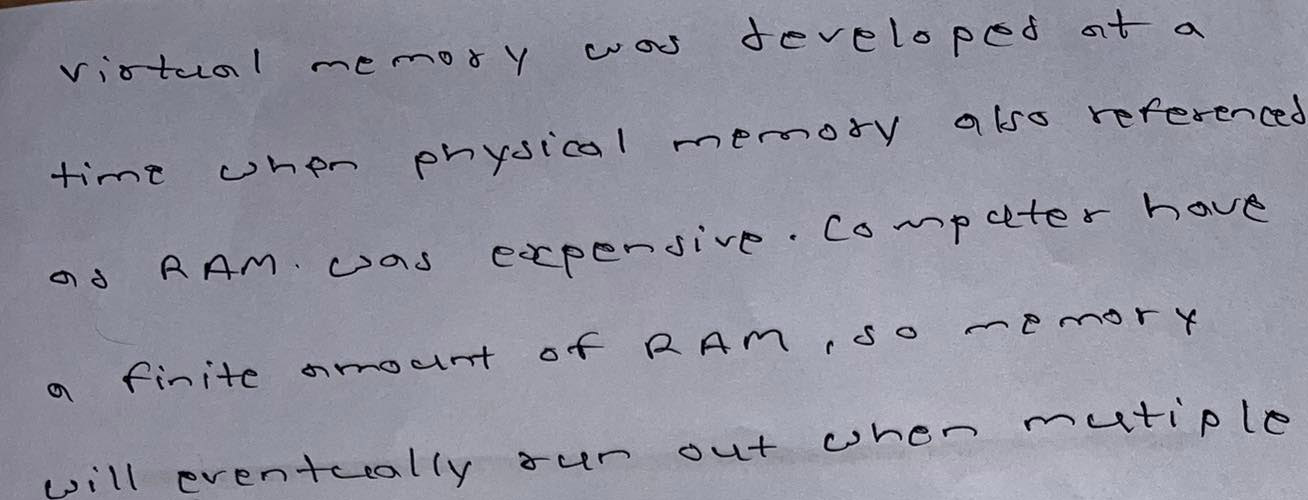 virtual memory was developed at a
time when physical memory also referenced
as RAM. was expensive. Computer have
a finite amount of RAM, so memory
will eventually run out when multiple